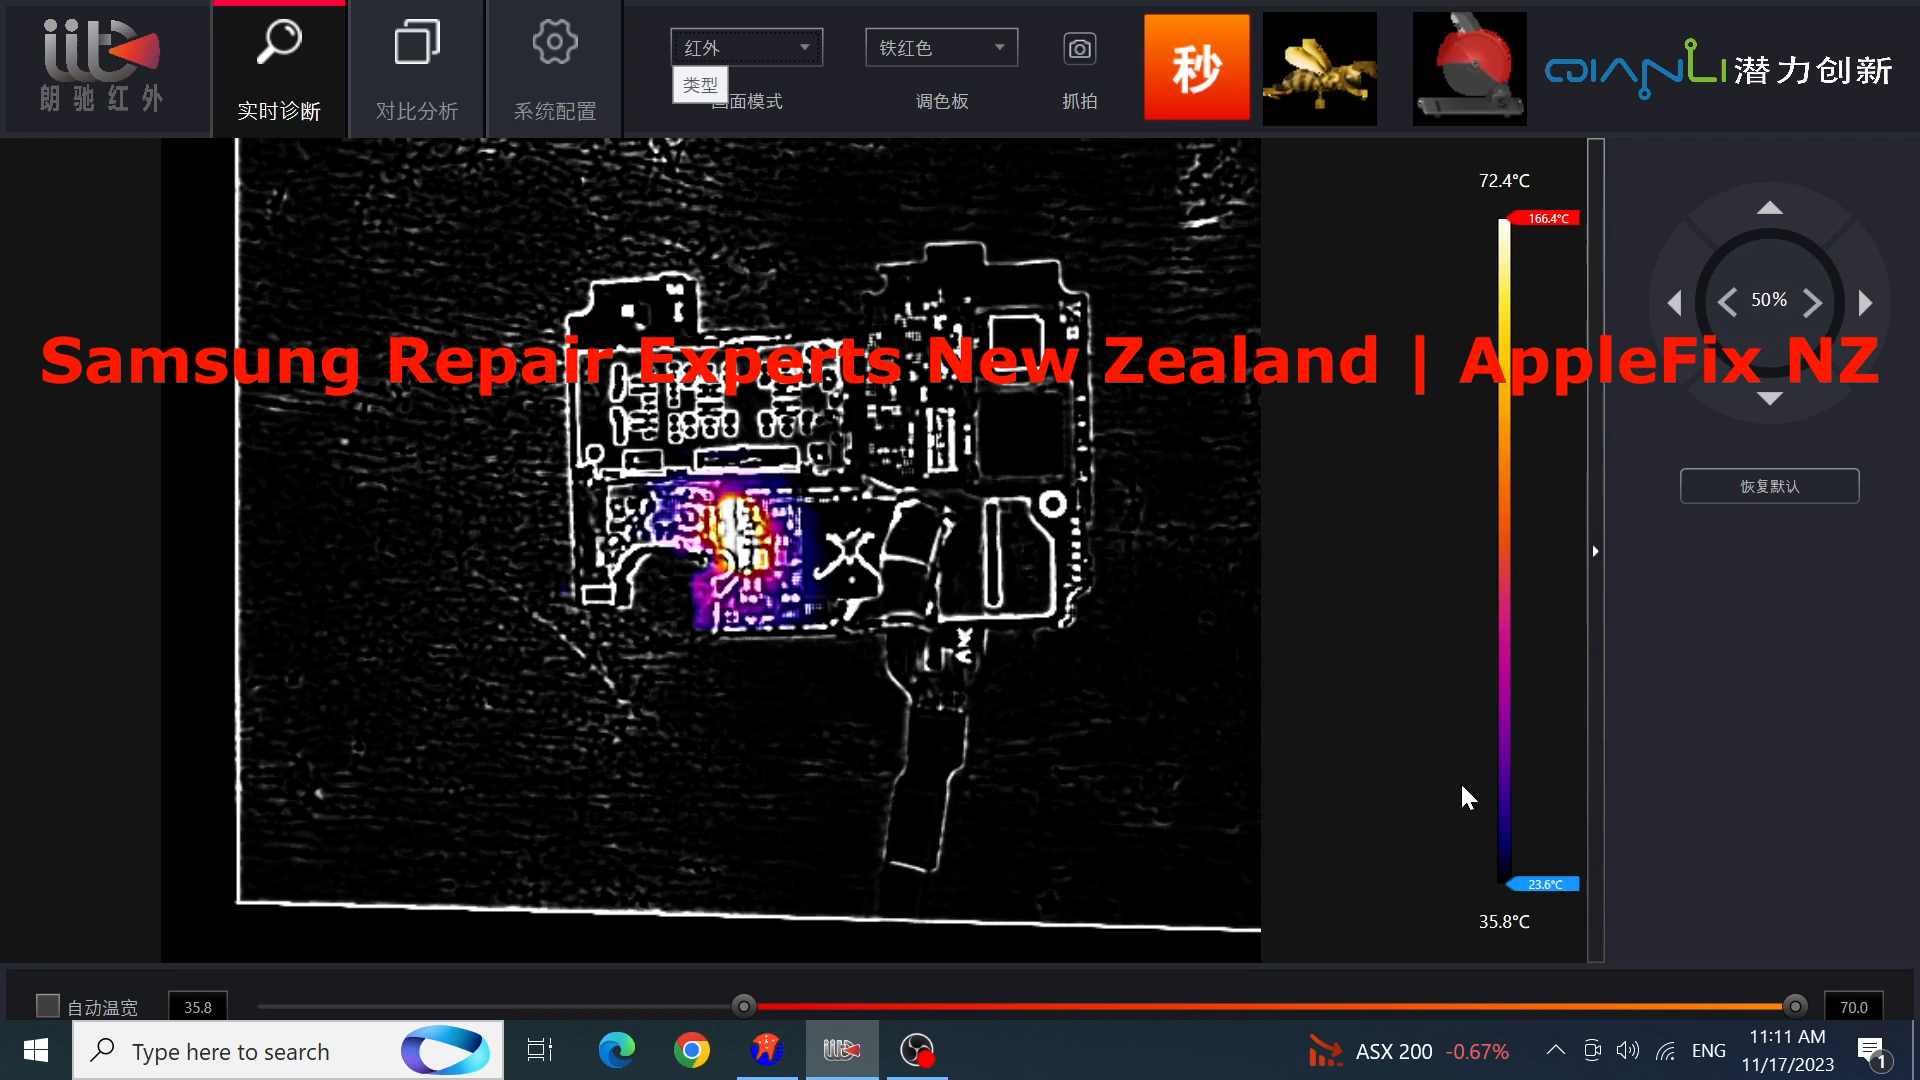 iit
朗驰红外
实时诊断
对比分析
系统配置
红外
类型
面模式
铁红色
调色板
抓拍
秒
QIANLI 潜力创新
72.4°C
166.4°C
50%
Samsung Repair Experts New Zealand | AppleFix NZ
恢复默认
23.6°C
35.8°C
自动温宽
35.8
70.0
Type here to search
ASX 200 -0.67%
ENG
11:11 AM
11/17/2023
1